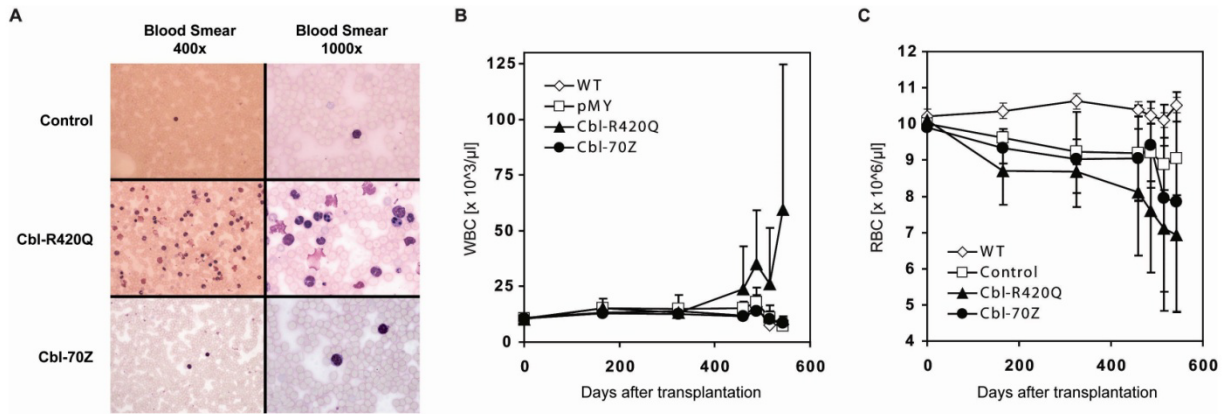 A
Blood Smear
400x
Blood Smear
1000x
Control
Cbl-R420Q
Cbl-70Z
B
WBC [x 10^3/µl]
125
100
75
50
25
0
WT
pMY
Cbl-R420Q
Cbl-70Z
0 200 400 600
Days after transplantation
C
RBC [x 10^6/µl]
12
11
10
9
8
7
6
5
4
WT
Control
Cbl-R420Q
Cbl-70Z
0 200 400 600
Days after transplantation